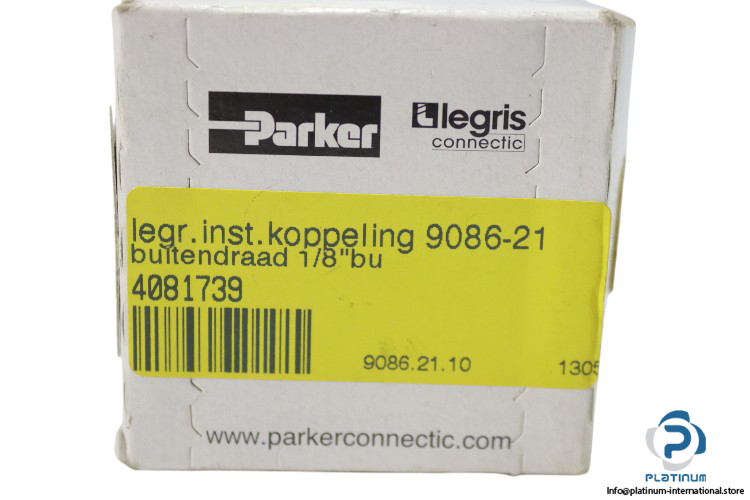 Parker
legris
connectic
legr.inst.koppeling 9086-21
buitendraad 1/8"bu
4081739
9086.21.10
1305
www.parkerconnectic.com
PLATINUM
Info@platinum-international.store